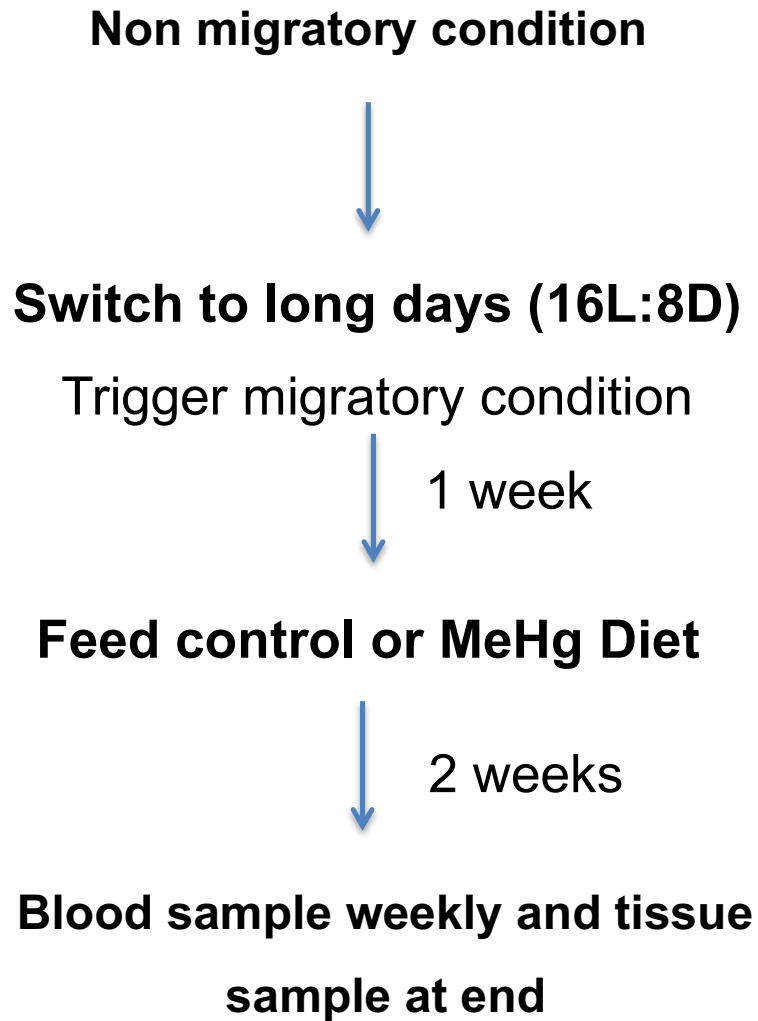 Non migratory condition
Switch to long days (16L:8D)
Trigger migratory condition
1 week
Feed control or MeHg Diet
2 weeks
Blood sample weekly and tissue
sample at end